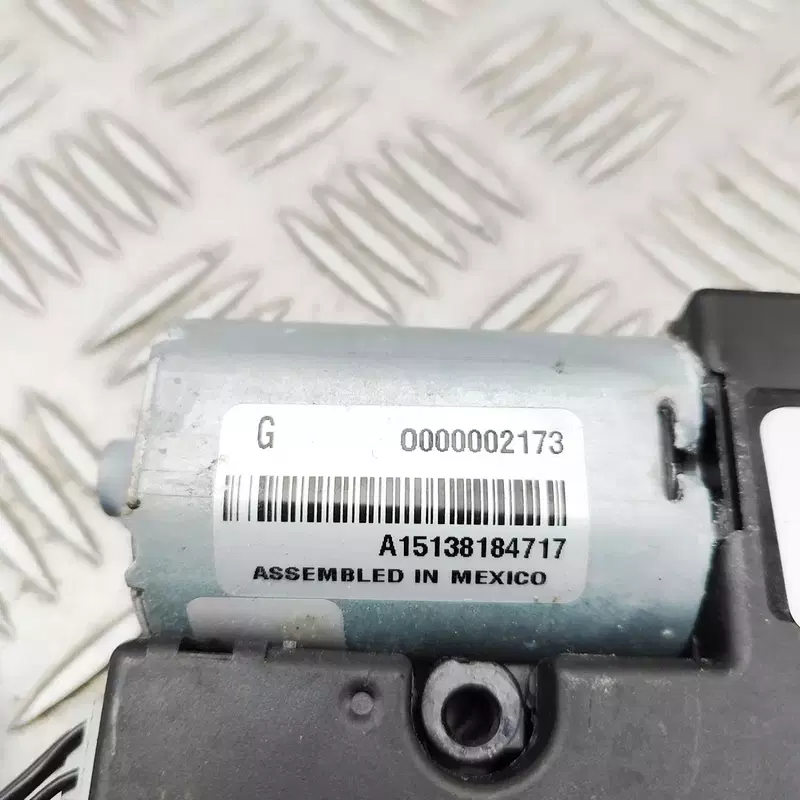 G 0000002173
A15138184717
ASSEMBLED IN MEXICO